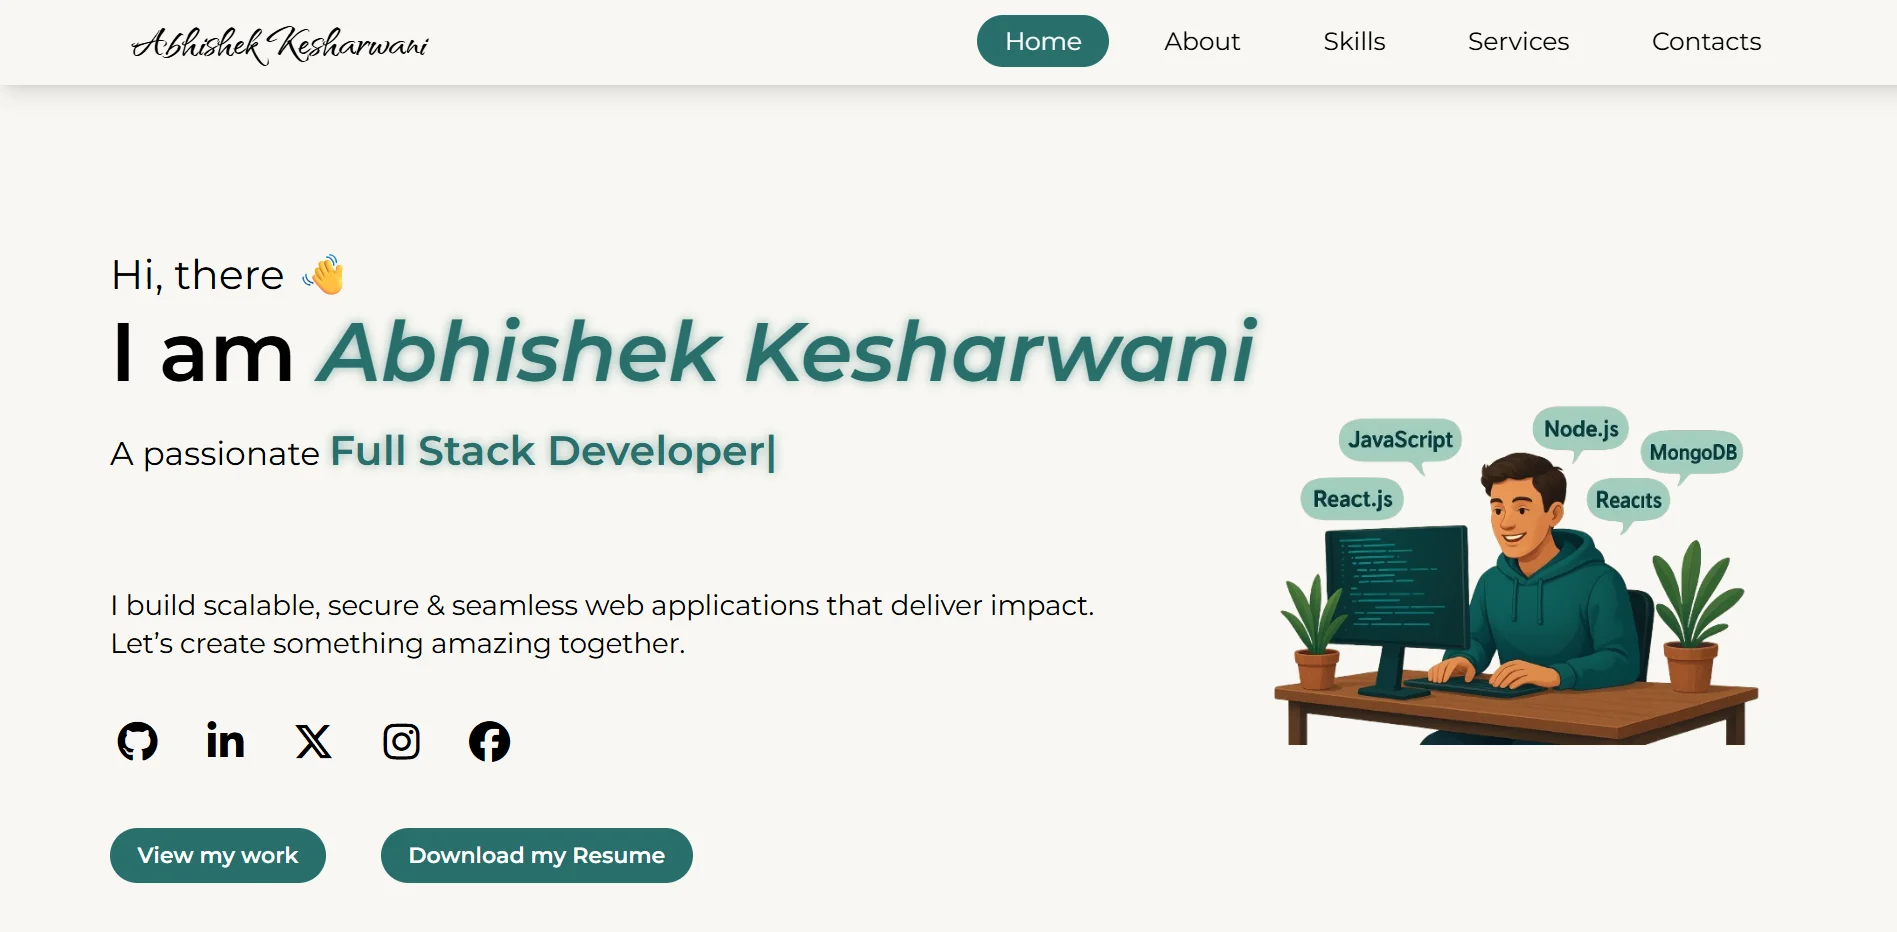 Abhishek Kesharwani
Home About Skills Services Contacts
Hi, there 👋
I am Abhishek Kesharwani
A passionate Full Stack Developer|
JavaScript
Node.js
MongoDB
React.js
Reacıts
I build scalable, secure & seamless web applications that deliver impact.
Let’s create something amazing together.
View my work
Download my Resume